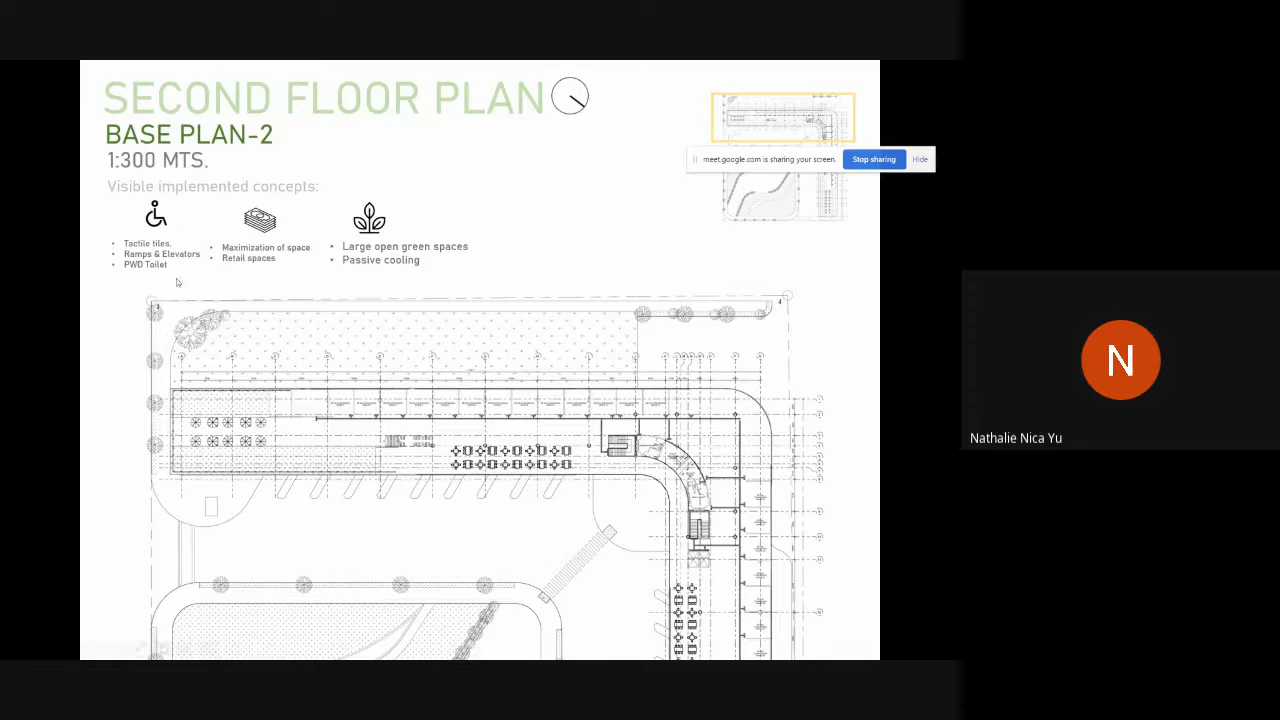 SECOND FLOOR PLAN
BASE PLAN-2
1:300 MTS.
Visible implemented concepts:
• Tactile tiles.
• Ramps & Elevators
• PWD Toilet
• Maximization of space
• Retail spaces
• Large open green spaces
• Passive cooling
meet.google.com is sharing your screen.
Stop sharing
Hide
4
N
Nathalie Nica Yu